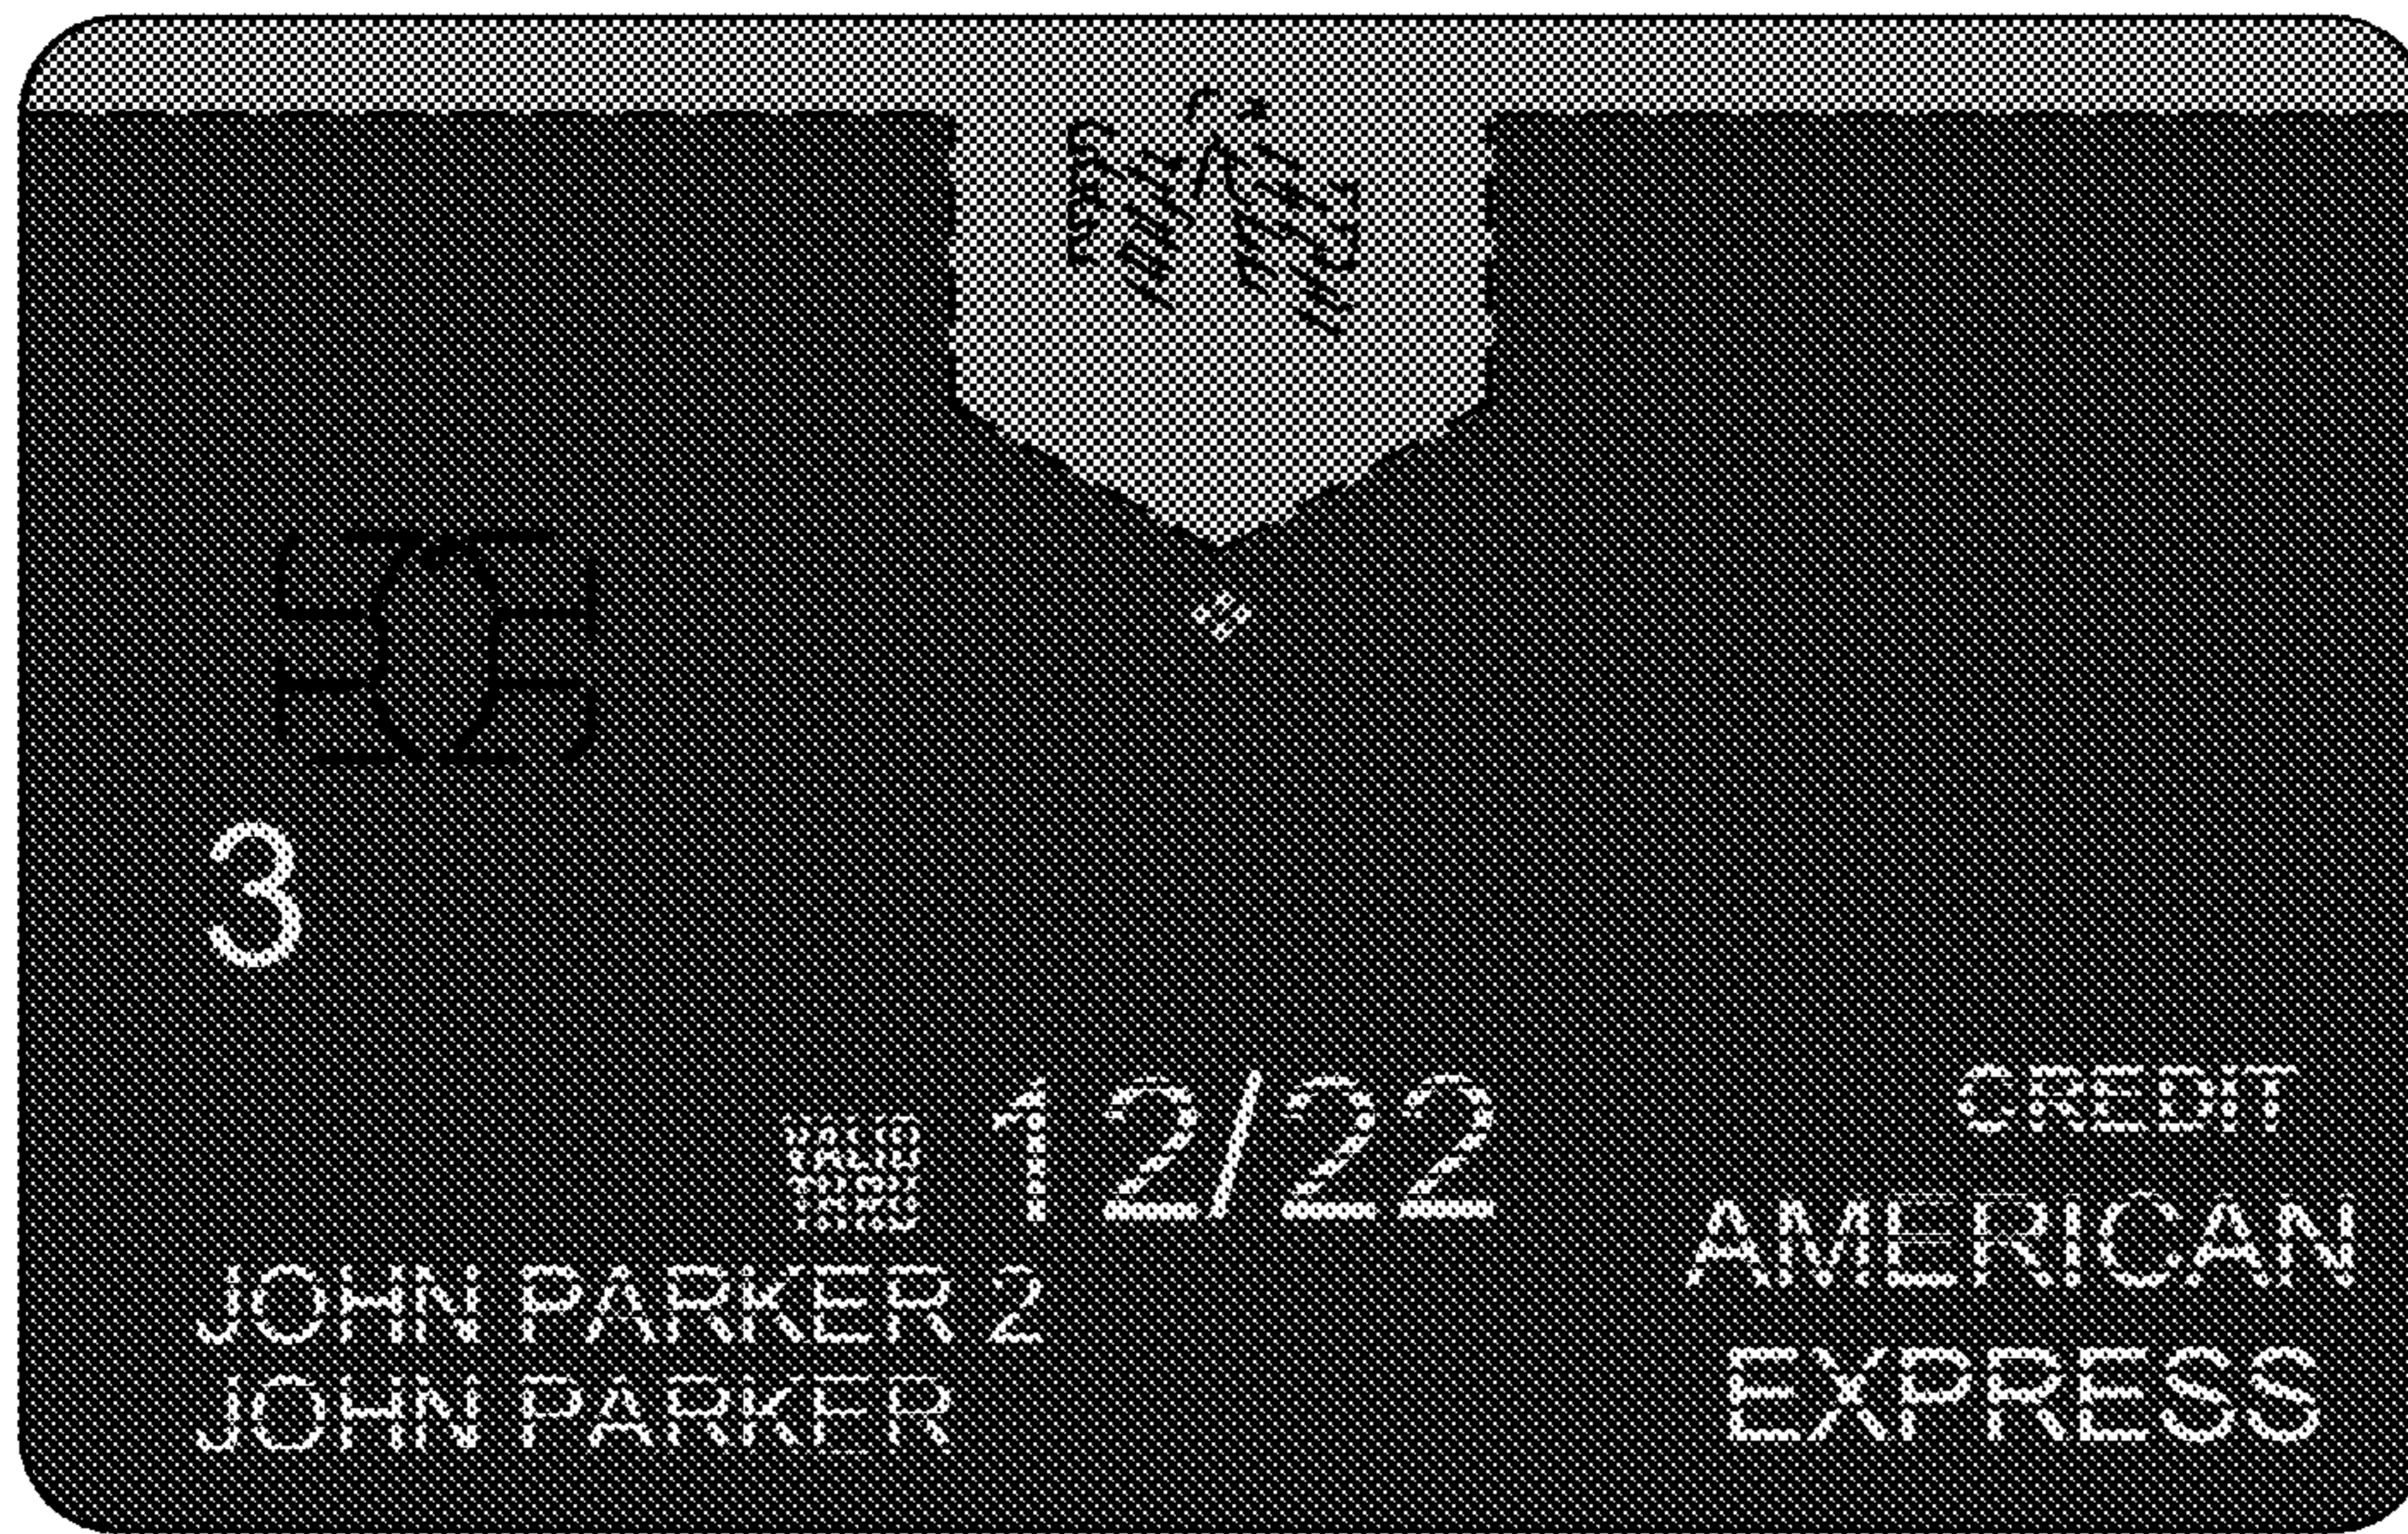 3
CREDIT
VALID
THRU
12/22
AMERICAN
JOHN PARKER 2
EXPRESS
JOHN PARKER